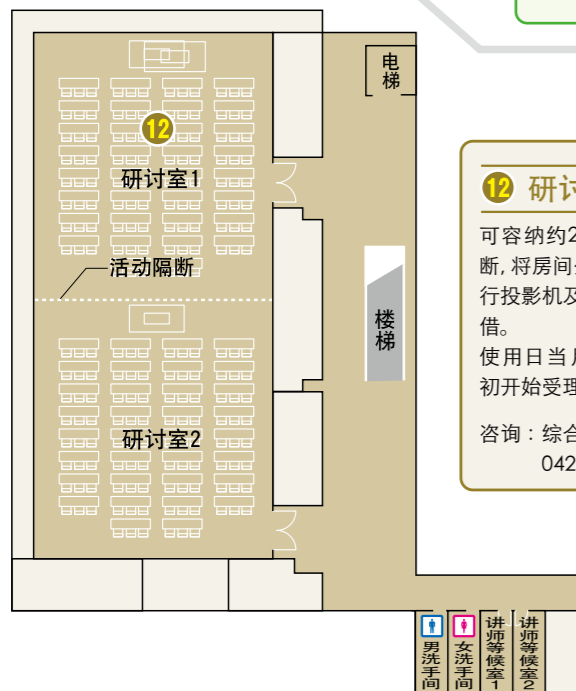 电梯
12
研讨室1
活动隔断
楼梯
研讨室2
男洗手间
女洗手间
讲师等候室1
讲师等候室2
12 研讨
可容纳约2
断,将房间
行投影机及
借。
使用日当
初开始受理
咨询：综合
042